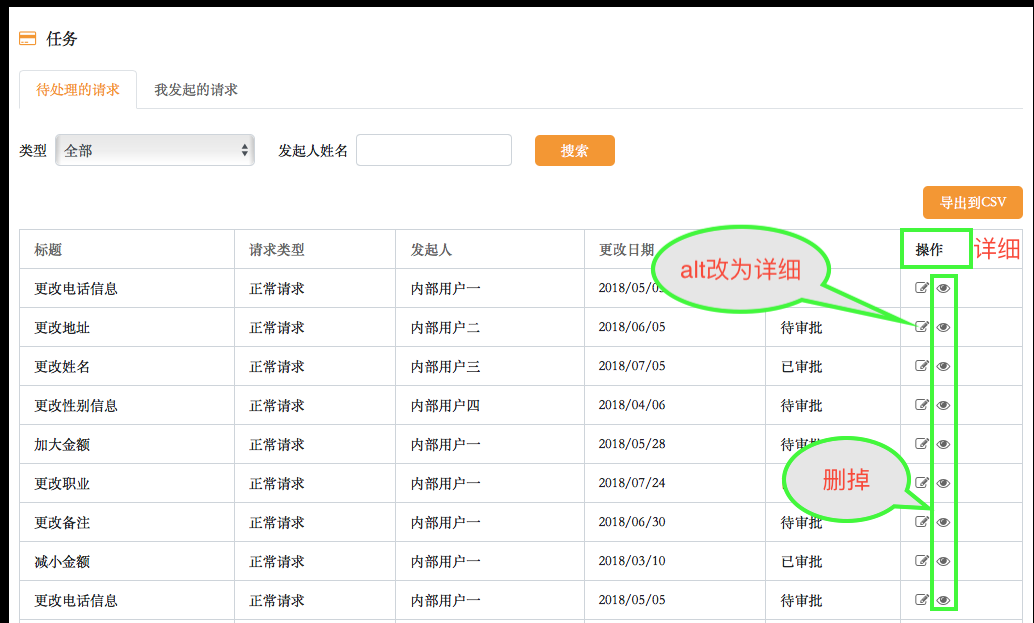 任务
待处理的请求 我发起的请求
类型 全部 发起人姓名 搜索
导出到CSV
标题 请求类型 发起人 更改日期 操作 详细
alt改为详细
更改电话信息 正常请求 内部用户一
更改地址 正常请求 内部用户二 2018/06/05 待审批
更改姓名 正常请求 内部用户三 2018/07/05 已审批
更改性别信息 正常请求 内部用户四 2018/04/06 待审批
加大金额 正常请求 内部用户一 2018/05/28
更改职业 正常请求 内部用户一 2018/07/24
删掉
更改备注 正常请求 内部用户一 2018/06/30 待审批
减小金额 正常请求 内部用户一 2018/03/10 已审批
更改电话信息 正常请求 内部用户一 2018/05/05 待审批